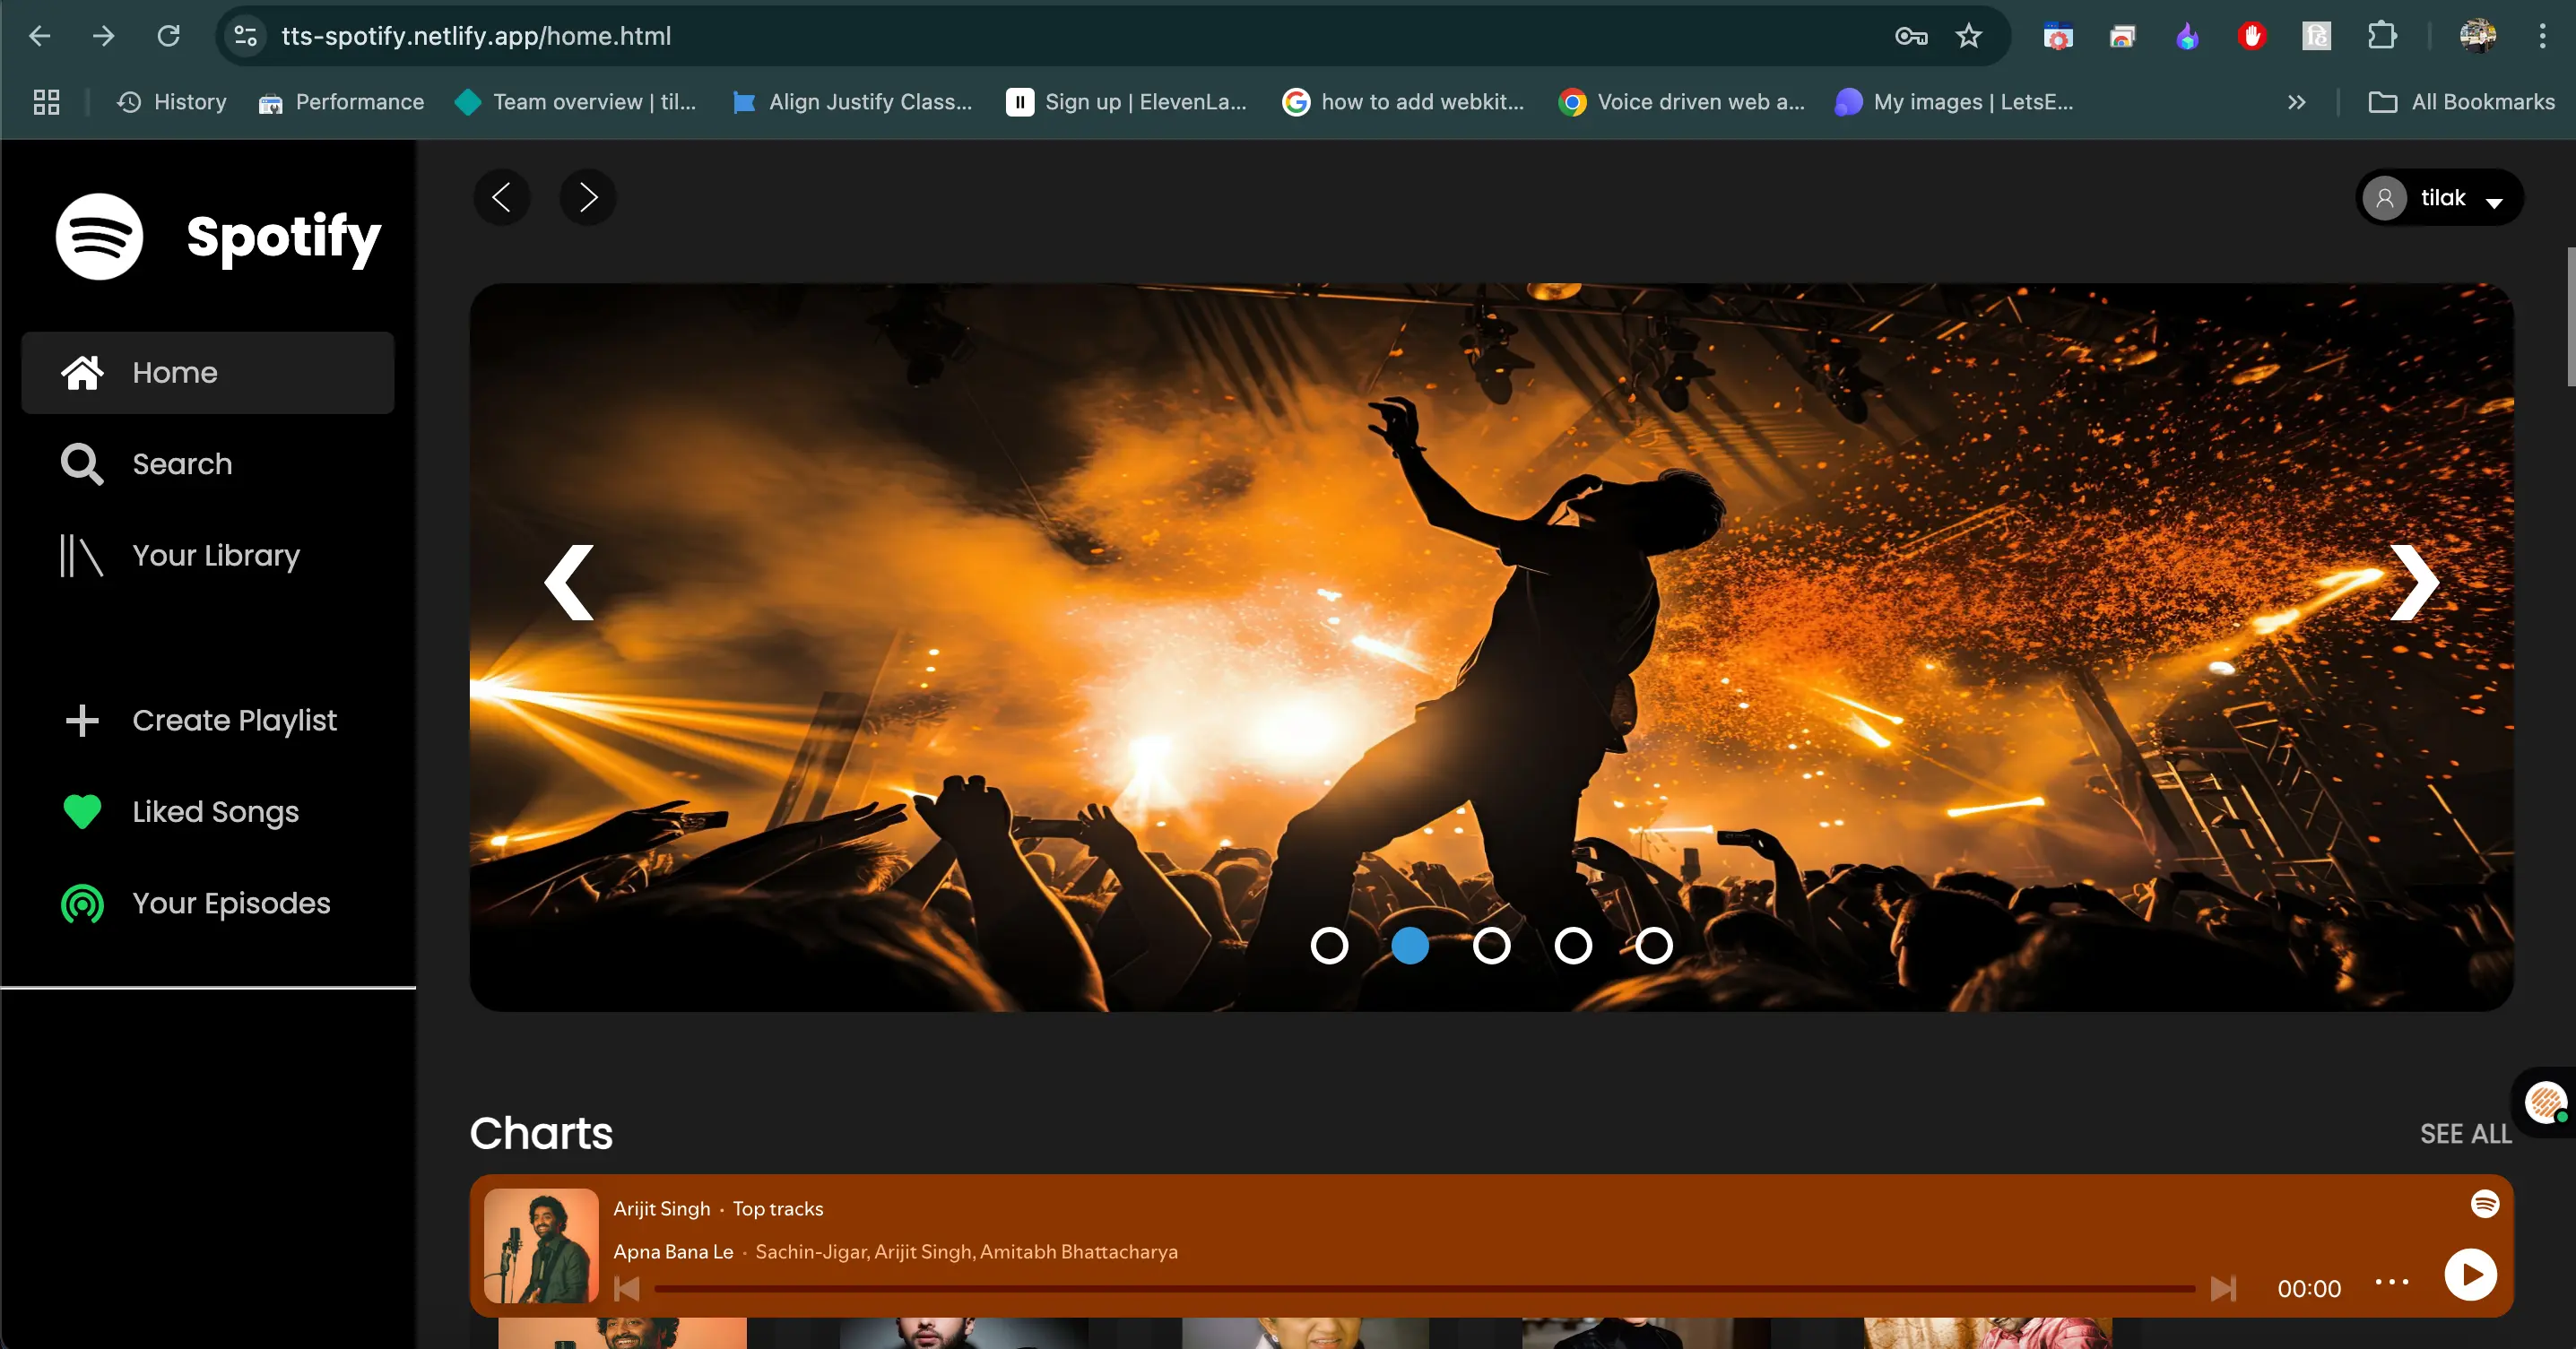 tts-spotify.netlify.app/home.html
History
Performance
Team overview | til...
Align Justify Class...
Sign up | ElevenLa...
how to add webkit...
Voice driven web a...
My images | LetsE...
All Bookmarks
Spotify
tilak
Home
Search
Your Library
Create Playlist
Liked Songs
Your Episodes
Charts
SEE ALL
Arijit Singh · Top tracks
Apna Bana Le · Sachin-Jigar, Arijit Singh, Amitabh Bhattacharya
00:00